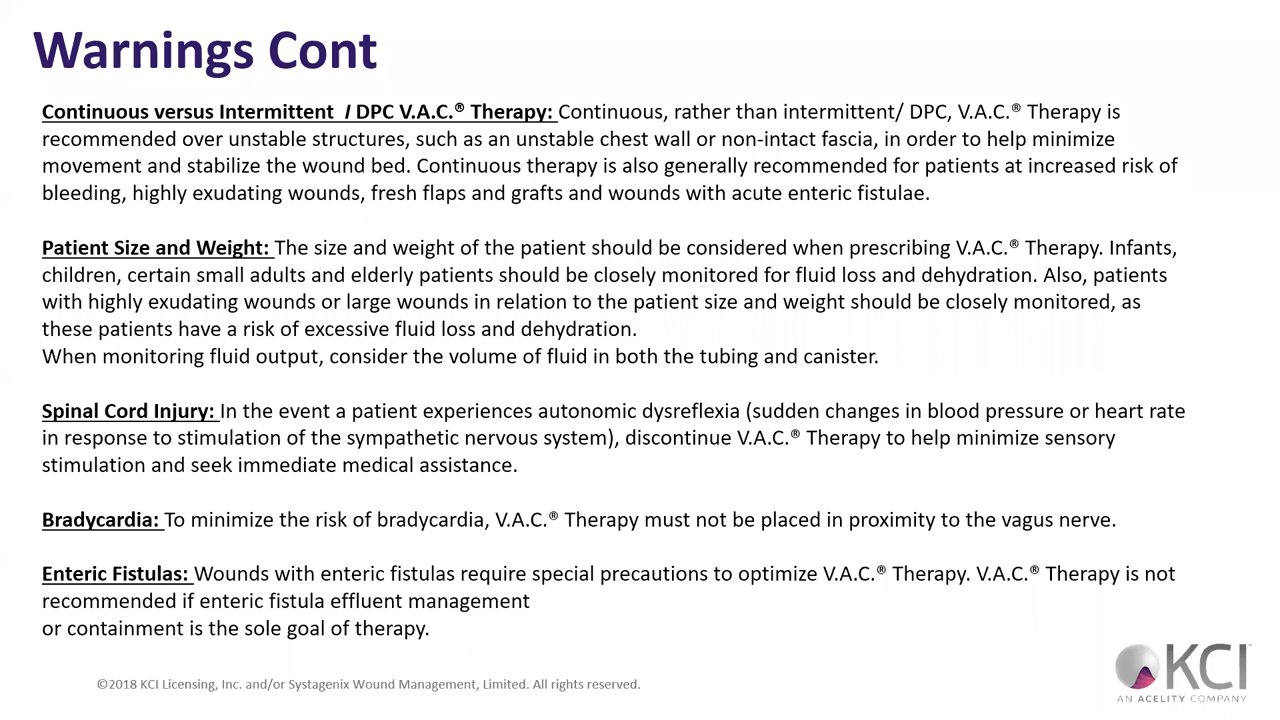 Warnings Cont
Continuous versus Intermittent / DPC V.A.C.® Therapy: Continuous, rather than intermittent/ DPC, V.A.C.® Therapy is
recommended over unstable structures, such as an unstable chest wall or non-intact fascia, in order to help minimize
movement and stabilize the wound bed. Continuous therapy is also generally recommended for patients at increased risk of
bleeding, highly exudating wounds, fresh flaps and grafts and wounds with acute enteric fistulae.
Patient Size and Weight: The size and weight of the patient should be considered when prescribing V.A.C.® Therapy. Infants,
children, certain small adults and elderly patients should be closely monitored for fluid loss and dehydration. Also, patients
with highly exudating wounds or large wounds in relation to the patient size and weight should be closely monitored, as
these patients have a risk of excessive fluid loss and dehydration.
When monitoring fluid output, consider the volume of fluid in both the tubing and canister.
Spinal Cord Injury: In the event a patient experiences autonomic dysreflexia (sudden changes in blood pressure or heart rate
in response to stimulation of the sympathetic nervous system), discontinue V.A.C.® Therapy to help minimize sensory
stimulation and seek immediate medical assistance.
Bradycardia: To minimize the risk of bradycardia, V.A.C.® Therapy must not be placed in proximity to the vagus nerve.
Enteric Fistulas: Wounds with enteric fistulas require special precautions to optimize V.A.C.® Therapy. V.A.C.® Therapy is not
recommended if enteric fistula effluent management
or containment is the sole goal of therapy.
KCI™
AN ACELITY COMPANY
©2018 KCI Licensing, Inc. and/or Systagenix Wound Management, Limited. All rights reserved.